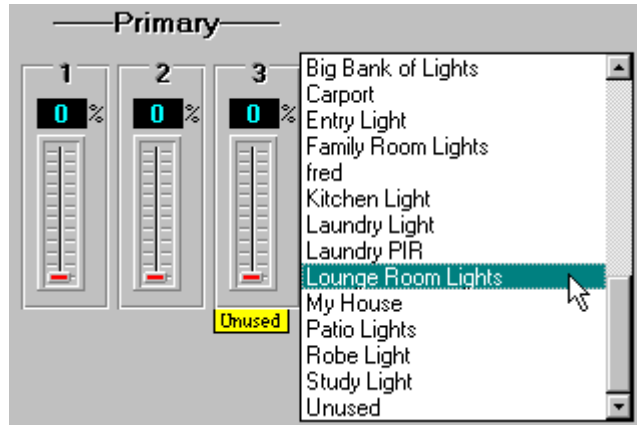 Primary
1 2 3
0 % 0 % 0 %
Unused
Big Bank of Lights
Carport
Entry Light
Family Room Lights
fred
Kitchen Light
Laundry Light
Laundry PIR
Lounge Room Lights
My House
Patio Lights
Robe Light
Study Light
Unused